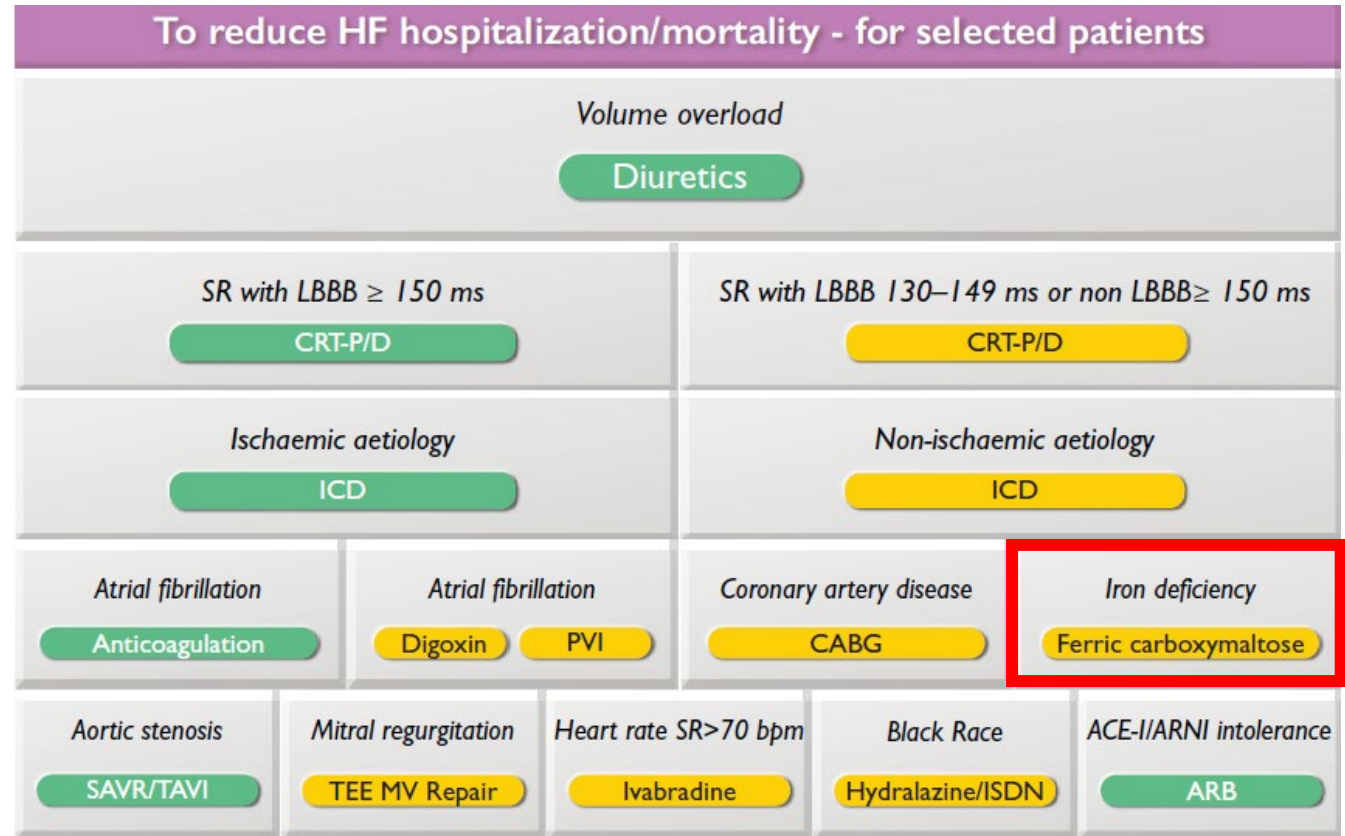 To reduce HF hospitalization/mortality - for selected patients
Volume overload
Diuretics
SR with LBBB ≥ 150 ms
CRT-P/D
SR with LBBB 130–149 ms or non LBBB≥ 150 ms
CRT-P/D
Ischaemic aetiology
ICD
Non-ischaemic aetiology
ICD
Atrial fibrillation
Anticoagulation
Atrial fibrillation
Digoxin PVI
Coronary artery disease
CABG
Iron deficiency
Ferric carboxymaltose
Aortic stenosis
SAVR/TAVI
Mitral regurgitation
TEE MV Repair
Heart rate SR>70 bpm
Ivabradine
Black Race
Hydralazine/ISDN
ACE-I/ARNI intolerance
ARB